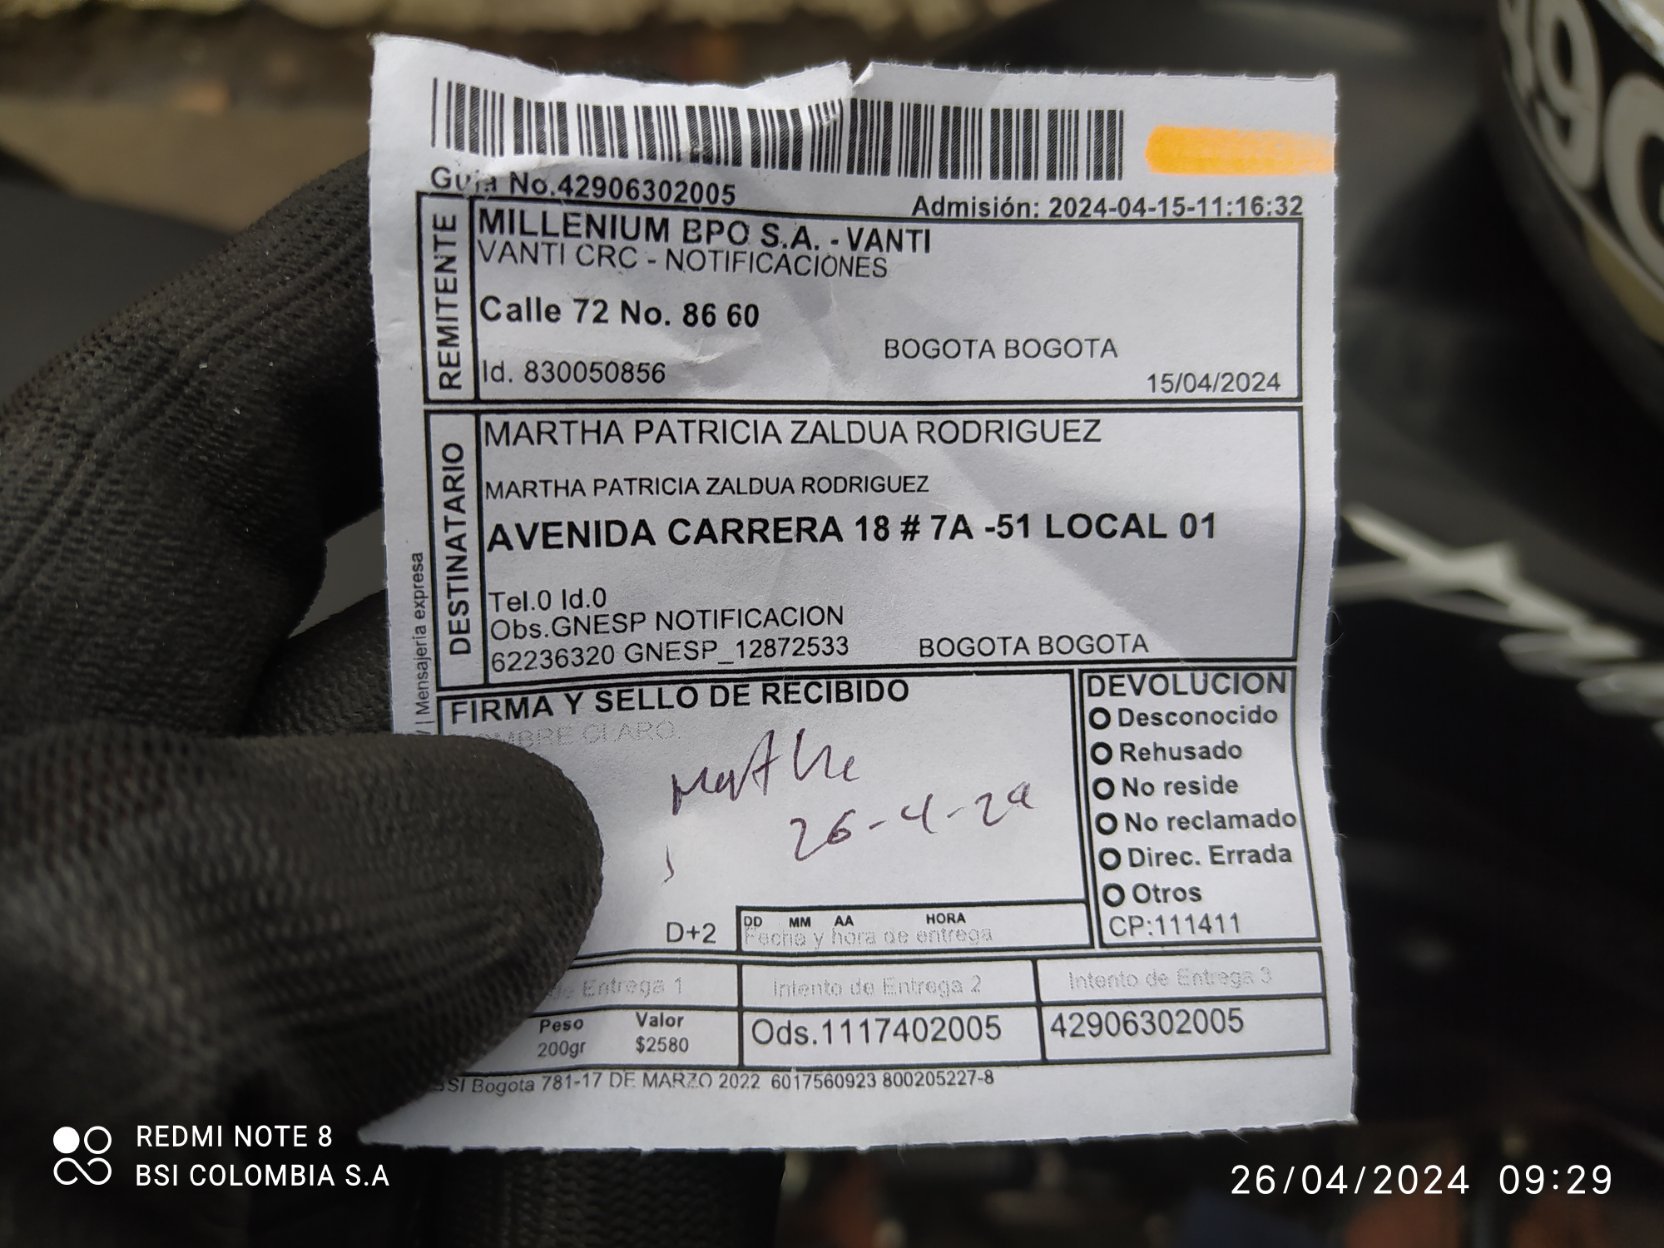 Guia No.42906302005
Admisión: 2024-04-15-11:16:32
REMITENTE
MILLENIUM BPO S.A. - VANTI
VANTI CRC - NOTIFICACIONES
Calle 72 No. 86 60
BOGOTA BOGOTA
Id. 830050856
15/04/2024
DESTINATARIO
MARTHA PATRICIA ZALDUA RODRIGUEZ
MARTHA PATRICIA ZALDUA RODRIGUEZ
AVENIDA CARRERA 18 # 7A -51 LOCAL 01
Tel.0 Id.0
Obs.GNESP NOTIFICACION
62236320 GNESP_12872533
BOGOTA BOGOTA
| Mensajeria expresa
FIRMA Y SELLO DE RECIBIDO
CLARO.
Martha
26-4-24
DEVOLUCION
Desconocido
Rehusado
No reside
No reclamado
Direc. Errada
Otros
CP:111411
D+2
DD MM AA HORA
Fecha y hora de entrega
de Entrega 1
Intento de Entrega 2
Intento de Entrega 3
Peso
200gr
Valor
$2580
Ods.1117402005
42906302005
BSI Bogota 781-17 DE MARZO 2022 6017560923 800205227-8
REDMI NOTE 8
BSI COLOMBIA S.A
26/04/2024 09:29